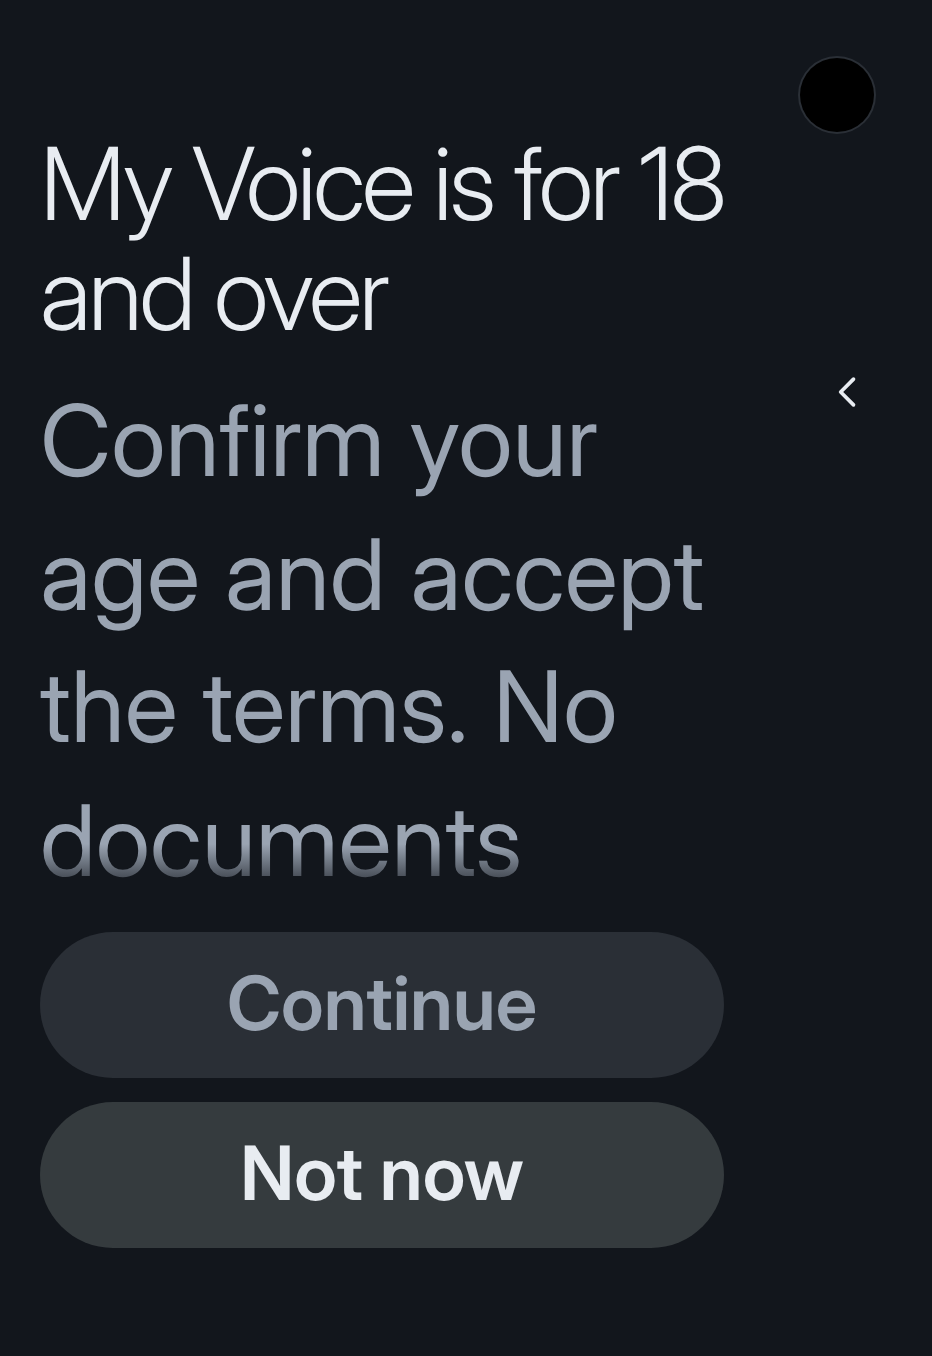 My Voice is for 18
and over
Confirm your
age and accept
the terms. No
documents
Continue
Not now